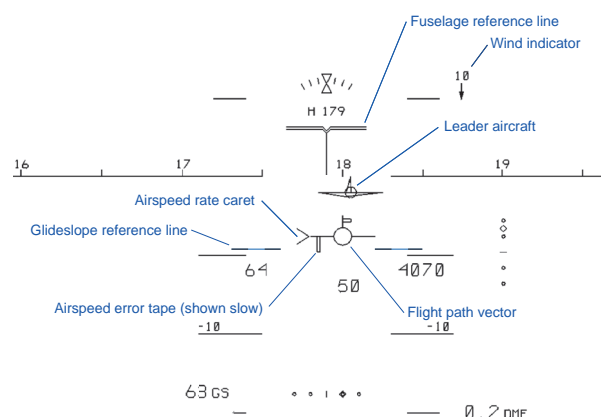 Fuselage reference line
Wind indicator
10
H 179
Leader aircraft
16 17 18 19
Airspeed rate caret
Glideslope reference line
64 4070
50
Airspeed error tape (shown slow)
Flight path vector
-10 -10
63 GS
0.2 DME